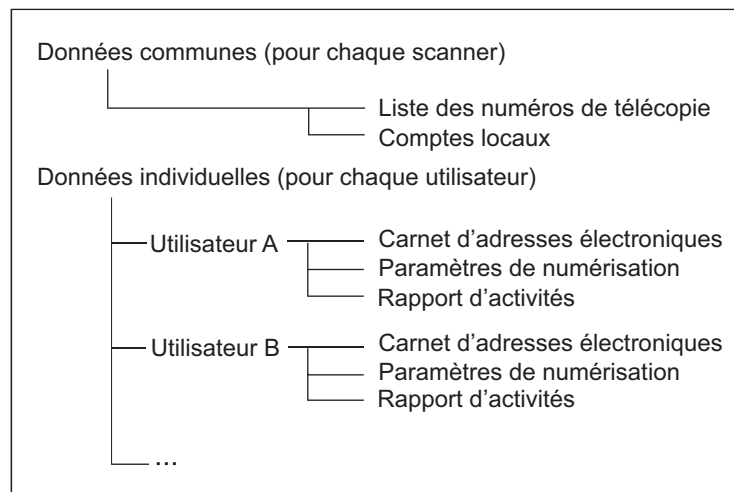 Données communes (pour chaque scanner)
Liste des numéros de télécopie
Comptes locaux
Données individuelles (pour chaque utilisateur)
Utilisateur A
Carnet d’adresses électroniques
Paramètres de numérisation
Rapport d’activités
Utilisateur B
Carnet d’adresses électroniques
Paramètres de numérisation
Rapport d’activités
...